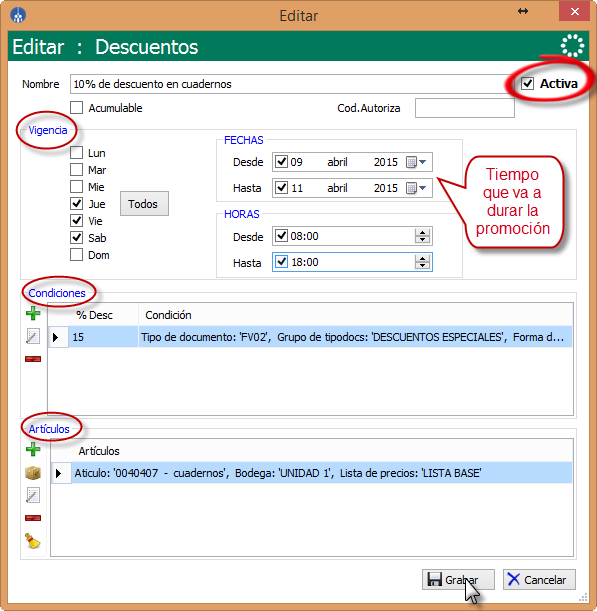 Editar
Editar : Descuentos
Nombre 10% de descuento en cuadernos Activa
Acumulable Cod.Autoriza
Vigencia
Lun
Mar
Mie
Jue
Vie
Sab
Dom
Todos
FECHAS
Desde 09 abril 2015
Hasta 11 abril 2015
HORAS
Desde 08:00
Hasta 18:00
Tiempo
que va a
durar la
promoción
Condiciones
% Desc Condición
15 Tipo de documento: 'FV02', Grupo de tipodocs: 'DESCUENTOS ESPECIALES', Forma d...
Artículos
Artículos
Aticulo: '0040407 - cuadernos', Bodega: 'UNIDAD 1', Lista de precios: 'LISTA BASE'
Grabar Cancelar